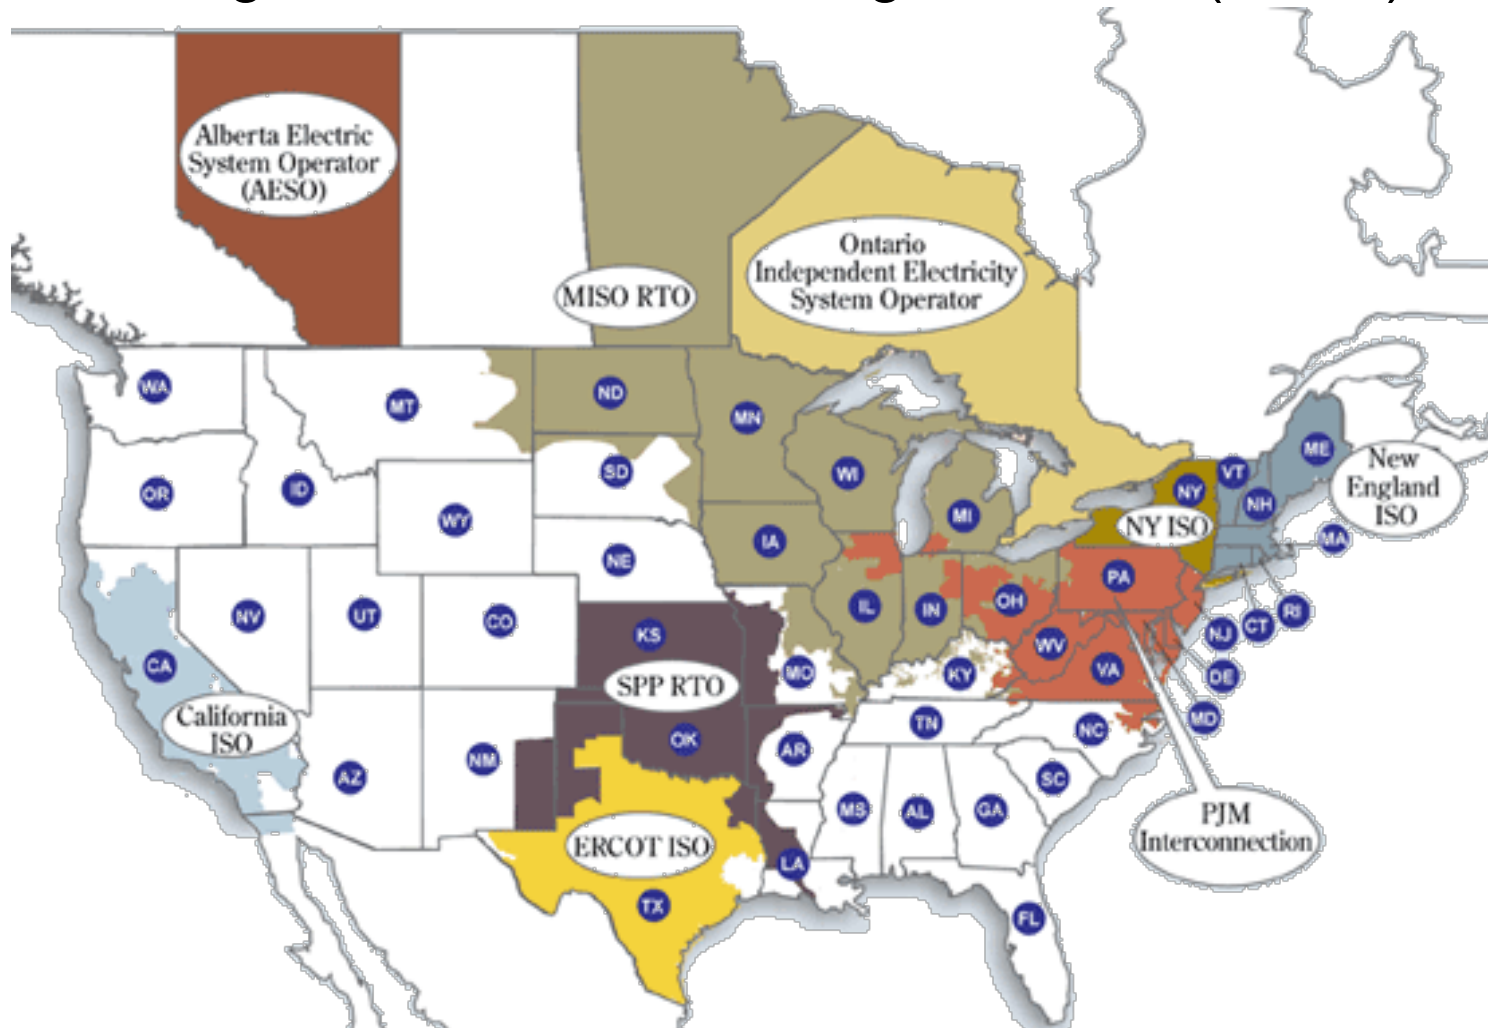 Alberta Electric
System Operator
(AESO)
Ontario
Independent Electricity
System Operator
MISO RTO
WA
MT
ND
MN
OR
ID
SD
WI
MI
NY
VT
ME
NH
New
England
ISO
NY ISO
MA
WY
IA
NE
PA
NV
UT
CO
KS
IL
IN
OH
WV
VA
NJ
CT
RI
DE
MD
CA
SPP RTO
MO
KY
California
ISO
OK
TN
NC
AZ
NM
AR
SC
MS
AL
GA
PJM
Interconnection
ERCOT ISO
LA
TX
FL